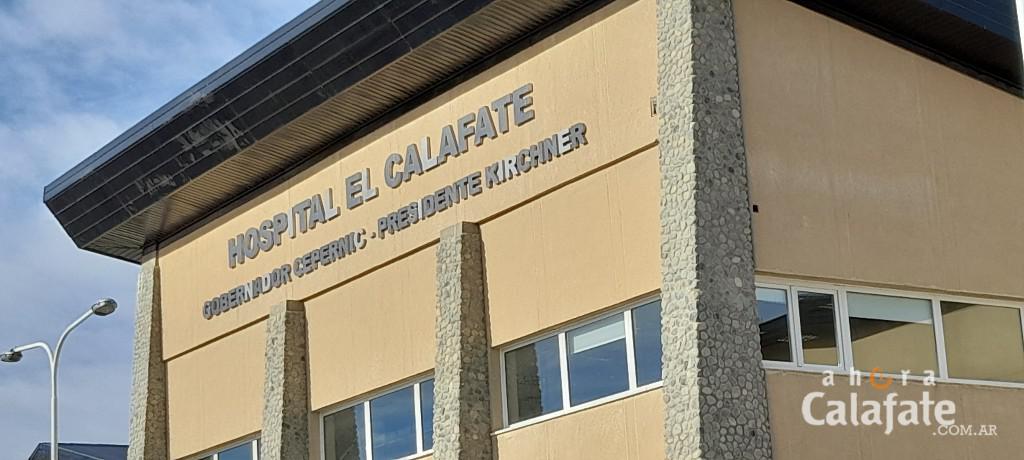 HOSPITAL EL CALAFATE
GOBERNADOR CEPERNIC - PRESIDENTE KIRCHNER
ahora
Calafate
.COM.AR